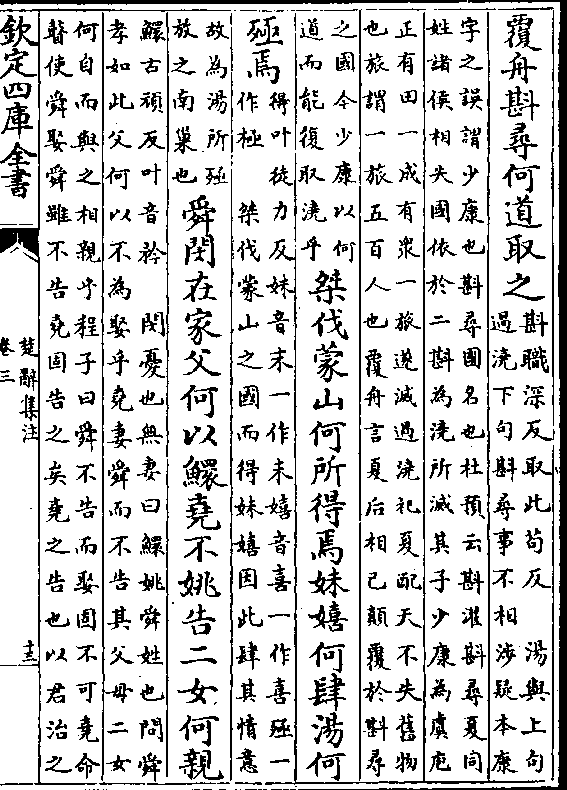 覆舟斟尋何道取之
斟職深反取此苟反 湯與上句
過澆下句斟尋事不相涉疑本康
字之誤謂少康也斟尋國名也杜預云斟灌斟尋夏同
姓諸侯相失國依於二斟為澆所滅其子少康為虞庖
正有田一成有衆一旅遂滅過澆祀夏配天不失舊物
也旅謂一旅五百人也覆舟言夏后相已顛覆於斟尋
之國今少康以何
道而能復取澆乎
桀伐蒙山何所得焉妹嬉何肆湯何
殛焉
得叶徒力反妹音末一作末嬉音喜一作喜殛一
作極 桀伐蒙山之國而得妹嬉因此肆其情意
故為湯所殛
放之南巢也
舜閔在家父何以鱞堯不姚告二女何親
鱞古頑反叶音矜 閔憂也無妻曰鱞姚舜姓也問舜
孝如此父何以不為娶乎堯妻舜而不告其父母二女
何自而與之相親乎程子曰舜不告而娶固不可堯命
瞽使舜娶舜雖不告堯固告之矣堯之告也以君治之
欽定四庫全書
楚辭集注
卷三
十三